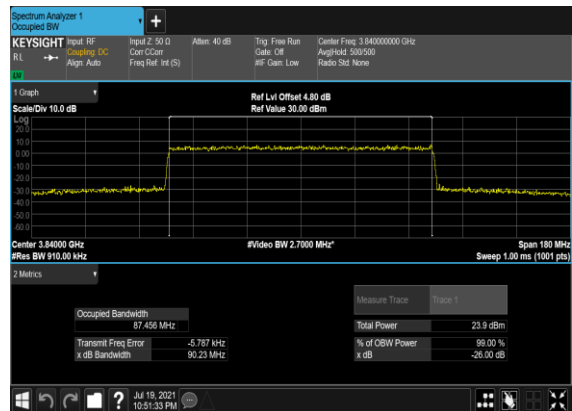 Spectrum Analyzer 1
Occupied BW
KEYSIGHT Input: RF Input Z: 50 Ω Atten: 40 dB Trig: Free Run Center Freq: 3.840000000 GHz
R L Coupling: DC Corr CCorr Gate: Off Avg|Hold: 500/500
Align: Auto Freq Ref: Int (S) #IF Gain: Low Radio Std: None
LW
1 Graph
Ref Lvl Offset 4.80 dB
Scale/Div 10.0 dB Ref Value 30.00 dBm
Log
20.0
10.0
0.00
-10.0
-20.0
-30.0
-40.0
-50.0
-60.0
Center 3.84000 GHz #Video BW 2.7000 MHz* Span 180 MHz
#Res BW 910.00 kHz Sweep 1.00 ms (1001 pts)
2 Metrics
Measure Trace Trace 1
Occupied Bandwidth
87.456 MHz Total Power 23.9 dBm
Transmit Freq Error -5.787 kHz % of OBW Power 99.00 %
x dB Bandwidth 90.23 MHz x dB -26.00 dB
Jul 19, 2021
10:51:33 PM